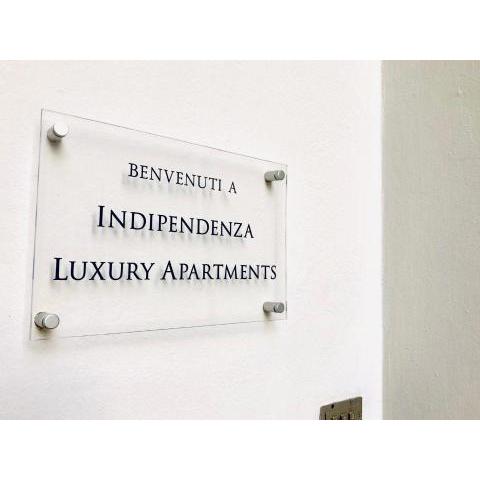 BENVENUTI A
INDIPENDENZA
LUXURY APARTMENTS